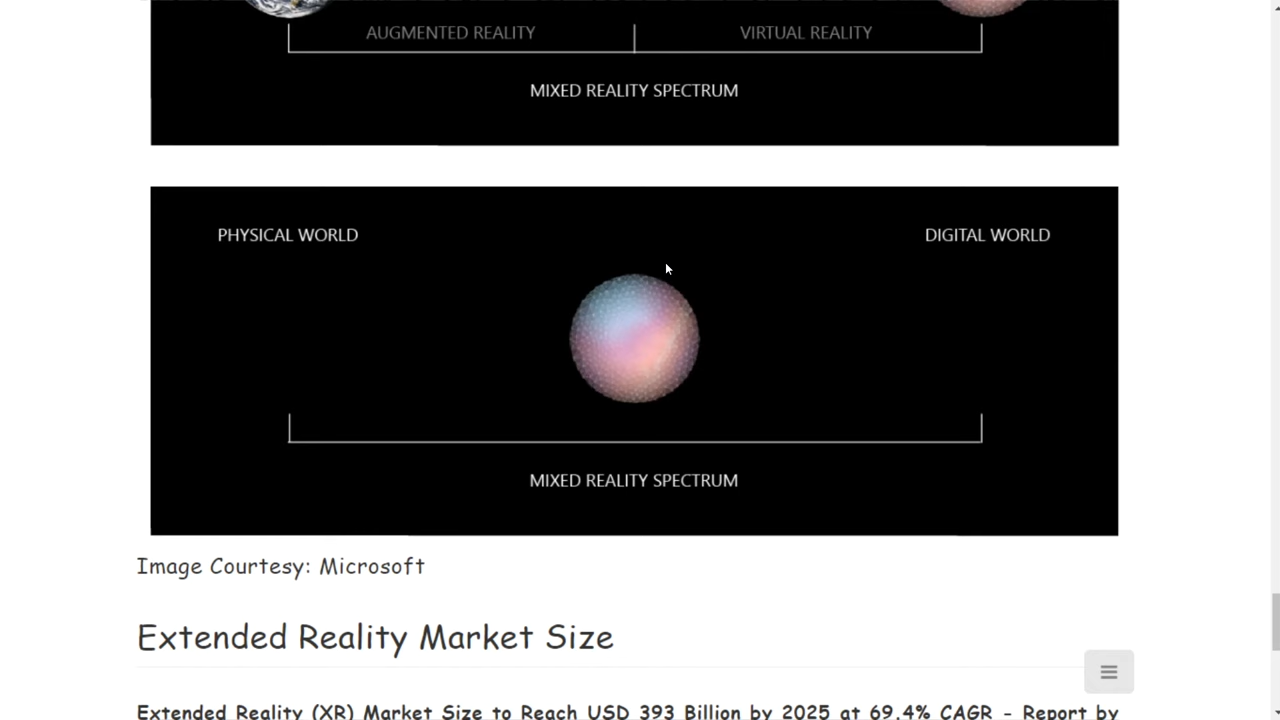 AUGMENTED REALITY VIRTUAL REALITY
MIXED REALITY SPECTRUM
PHYSICAL WORLD DIGITAL WORLD
MIXED REALITY SPECTRUM
Image Courtesy: Microsoft
Extended Reality Market Size
Extended Reality (XR) Market Size to Reach USD 393 Billion by 2025 at 69.4% CAGR - Report by